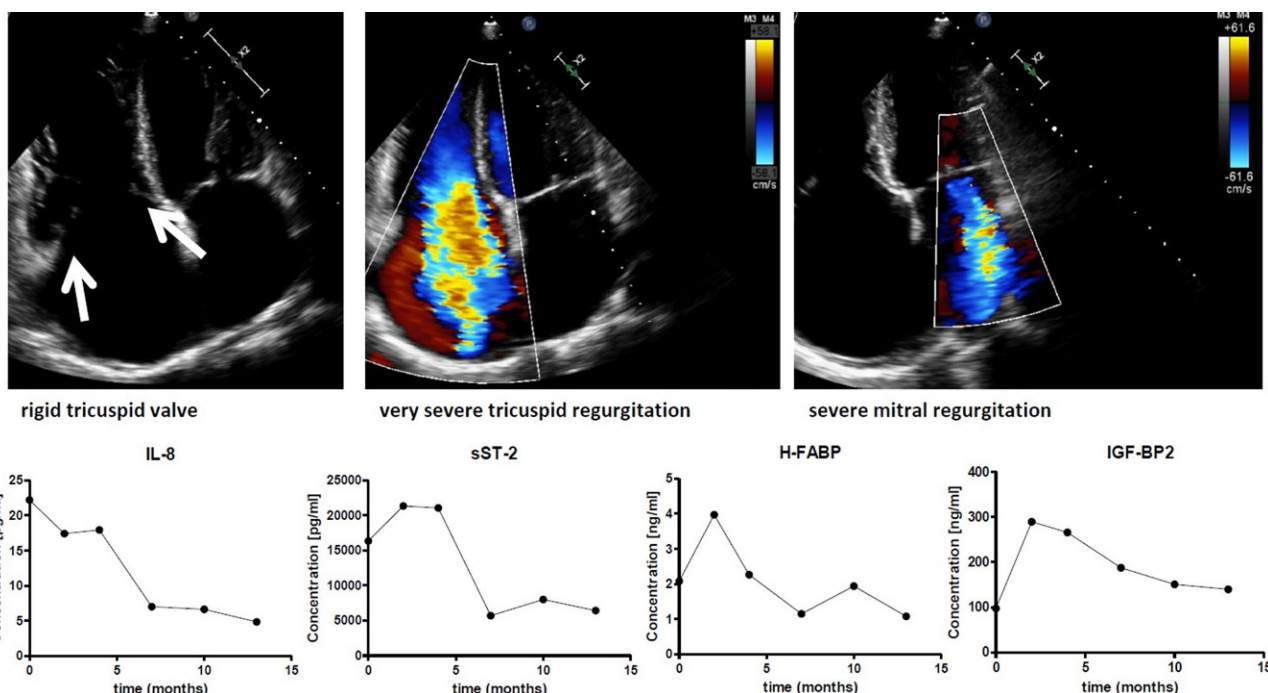 X2
M3 M4
+58.1
X2
-58.1
cm/s
M3 M4
+61.6
X2
-61.6
cm/s
rigid tricuspid valve
very severe tricuspid regurgitation
severe mitral regurgitation
IL-8
25
20
15
10
5
0
0
5
10
15
time (months)
sST-2
Concentration [pg/ml]
25000
20000
15000
10000
5000
0
0
5
10
15
time (months)
H-FABP
Concentration [ng/ml]
5
4
3
2
1
0
0
5
10
15
time (months)
IGF-BP2
Concentration [ng/ml]
400
300
200
100
0
0
5
10
15
time (months)